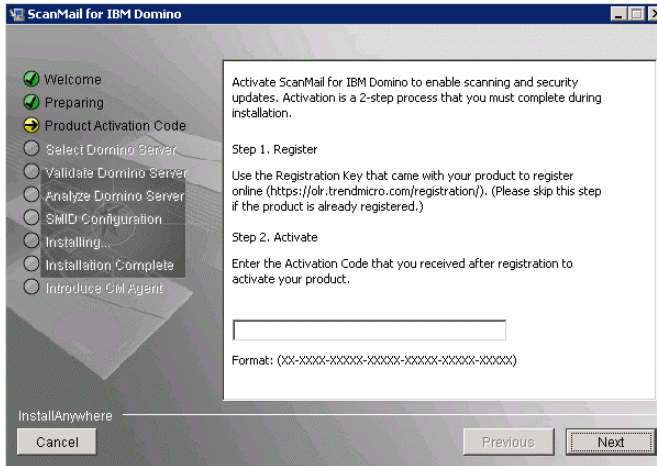 ScanMail for IBM Domino
Welcome
Preparing
Product Activation Code
Select Domino Server
Validate Domino Server
Analyze Domino Server
SMID Configuration
Installing...
Installation Complete
Introduce CM Agent
Activate ScanMail for IBM Domino to enable scanning and security
updates. Activation is a 2-step process that you must complete during
installation.
Step 1. Register
Use the Registration Key that came with your product to register
online (https://olr.trendmicro.com/registration/). (Please skip this step
if the product is already registered.)
Step 2. Activate
Enter the Activation Code that you received after registration to
activate your product.
Format: (XX-XXXX-XXXXX-XXXXX-XXXXX-XXXXX-XXXXX)
InstallAnywhere
Cancel
Previous
Next